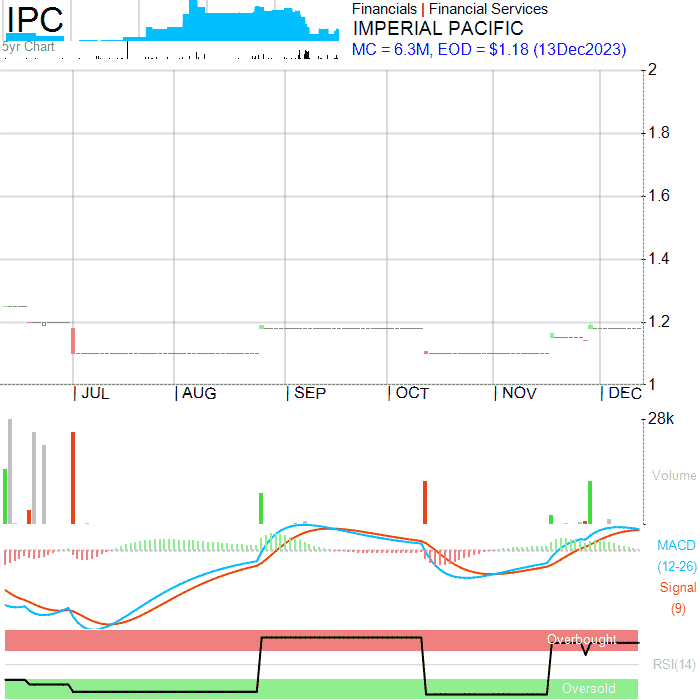 IPC
5yr Chart
Financials | Financial Services
IMPERIAL PACIFIC
MC = 6.3M, EOD = $1.18 (13Dec2023)
2
1.8
1.6
1.4
1.2
1
JUL AUG SEP OCT NOV DEC
28k
Volume
MACD
(12-26)
Signal
(9)
Overbought
RSI(14)
Oversold